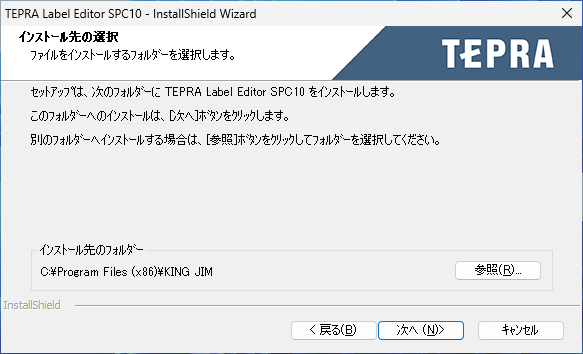 TEPRA Label Editor SPC10 - InstallShield Wizard
インストール先の選択
ファイルをインストールするフォルダーを選択します。
TEPRA
セットアップは、次のフォルダーに TEPRA Label Editor SPC10 をインストールします。
このフォルダーへのインストールは、[次へ]ボタンをクリックします。
別のフォルダーへインストールする場合は、[参照]ボタンをクリックしてフォルダーを選択してください。
インストール先のフォルダー
C:¥Program Files (x86)¥KING JIM
参照(R)...
InstallShield
< 戻る(B)
次へ (N)>
キャンセル